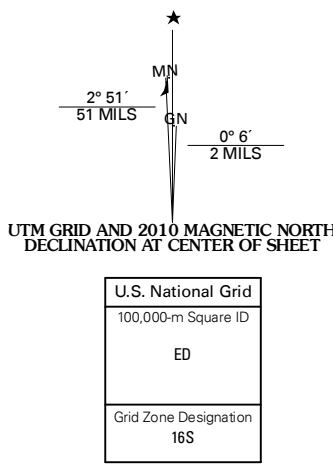 ★
MN
2° 51´
51 MILS
GN
0° 6´
2 MILS
UTM GRID AND 2010 MAGNETIC NORTH
DECLINATION AT CENTER OF SHEET
U.S. National Grid
100,000-m Square ID
ED
Grid Zone Designation
16S